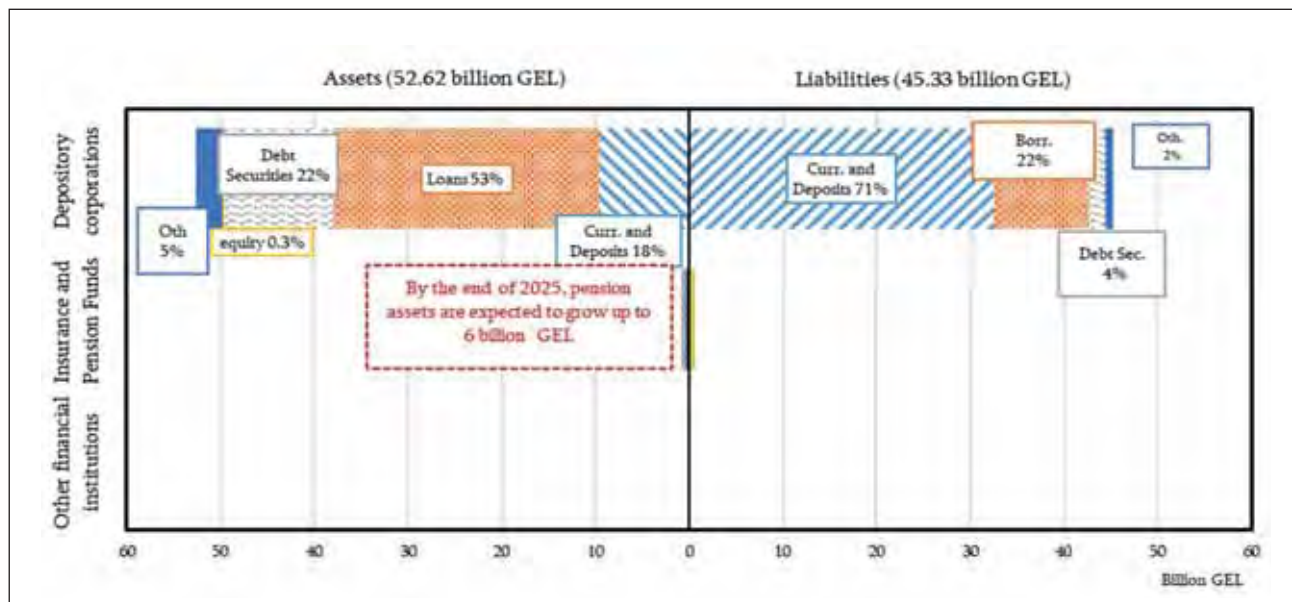 Assets (52.62 billion GEL)
Liabilities (45.33 billion GEL)
Depository
corporations
Debt
Securities 22%
Loans 53%
Curr. and
Deposits 71%
Borr.
22%
Oth.
2%
Oth
5%
equity 0.3%
Curr. and
Deposits 18%
Debt Sec.
4%
Insurance and
Pension Funds
By the end of 2025, pension
assets are expected to grow up to
6 billion GEL
Other financial
institutions
60 50 40 30 20 10 0 10 20 30 40 50 60
Billion GEL